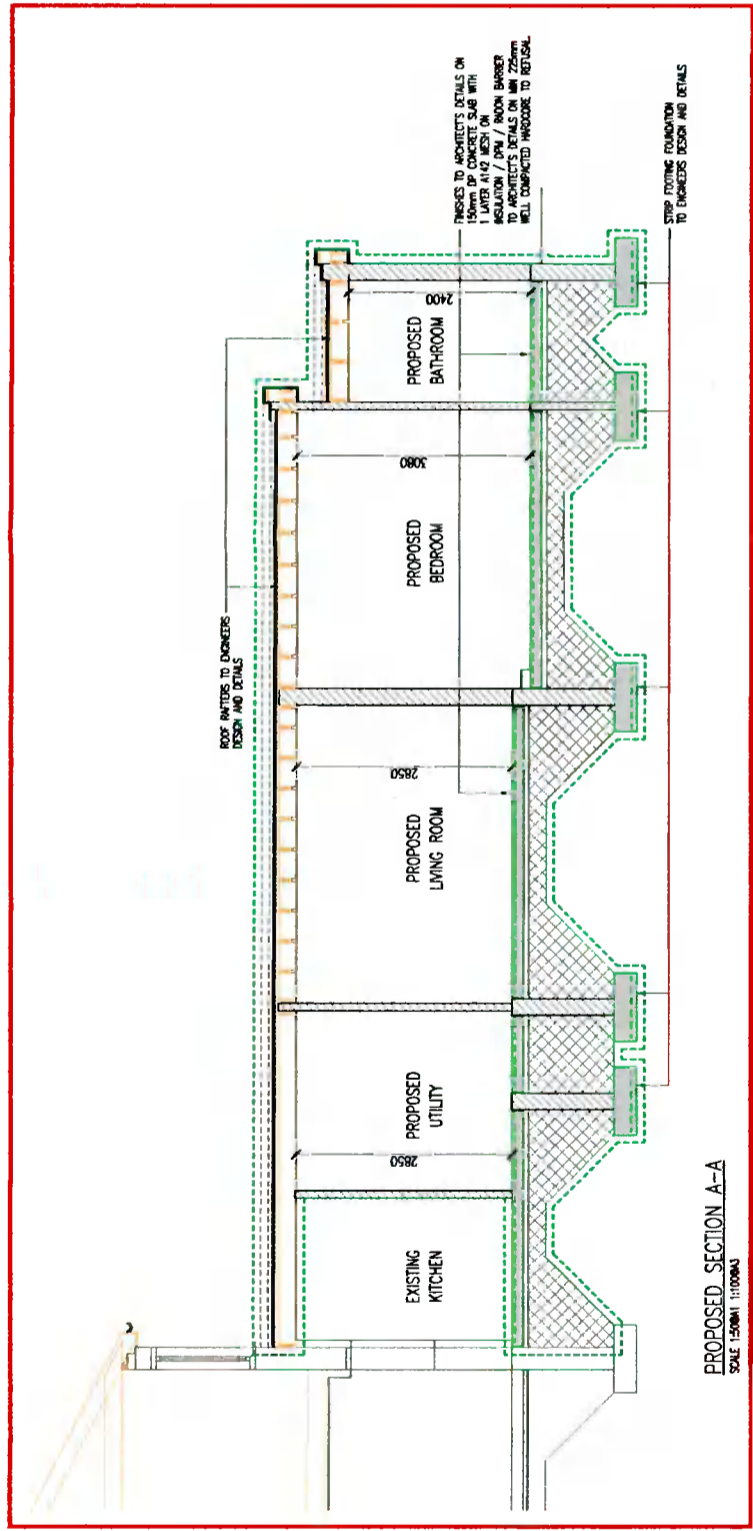 ROOF RAFTERS TO ENGINEERS
DESIGN AND DETAILS
EXISTING
KITCHEN
PROPOSED
UTILITY
PROPOSED
LIVING ROOM
PROPOSED
BEDROOM
PROPOSED
BATHROOM
2850
2850
3080
2400
FINISHES TO ARCHITECT'S DETAILS ON
150mm DP CONCRETE SLAB WITH
1 LAYER A142 MESH ON
INSULATION / DPM / RADON BARRIER
TO ARCHITECT'S DETAILS ON MIN 225mm
WELL COMPACTED HARDCORE TO REFUSAL.
STRIP FOOTING FOUNDATION
TO ENGINEERS DESIGN AND DETAILS
PROPOSED SECTION A-A
SCALE 1:50@A1 1:100@A3